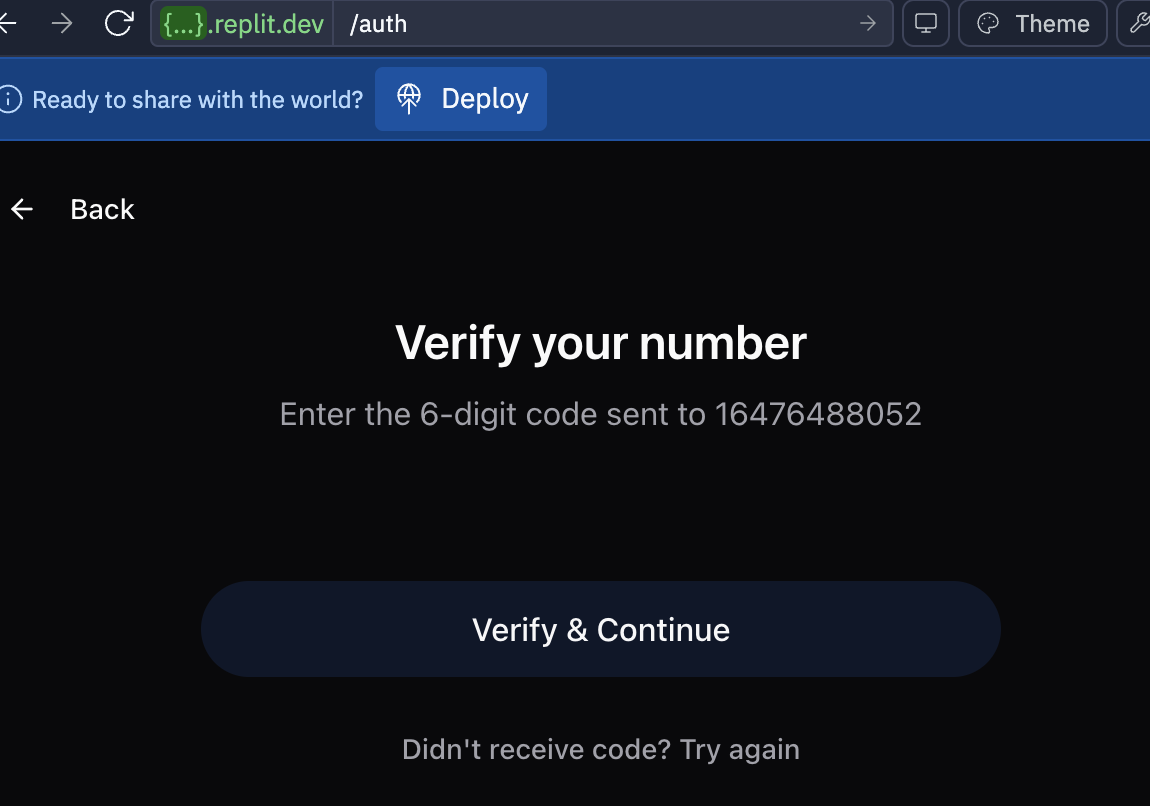 {...}.replit.dev /auth Theme
Ready to share with the world? Deploy
Back
Verify your number
Enter the 6-digit code sent to 16476488052
Verify & Continue
Didn't receive code? Try again